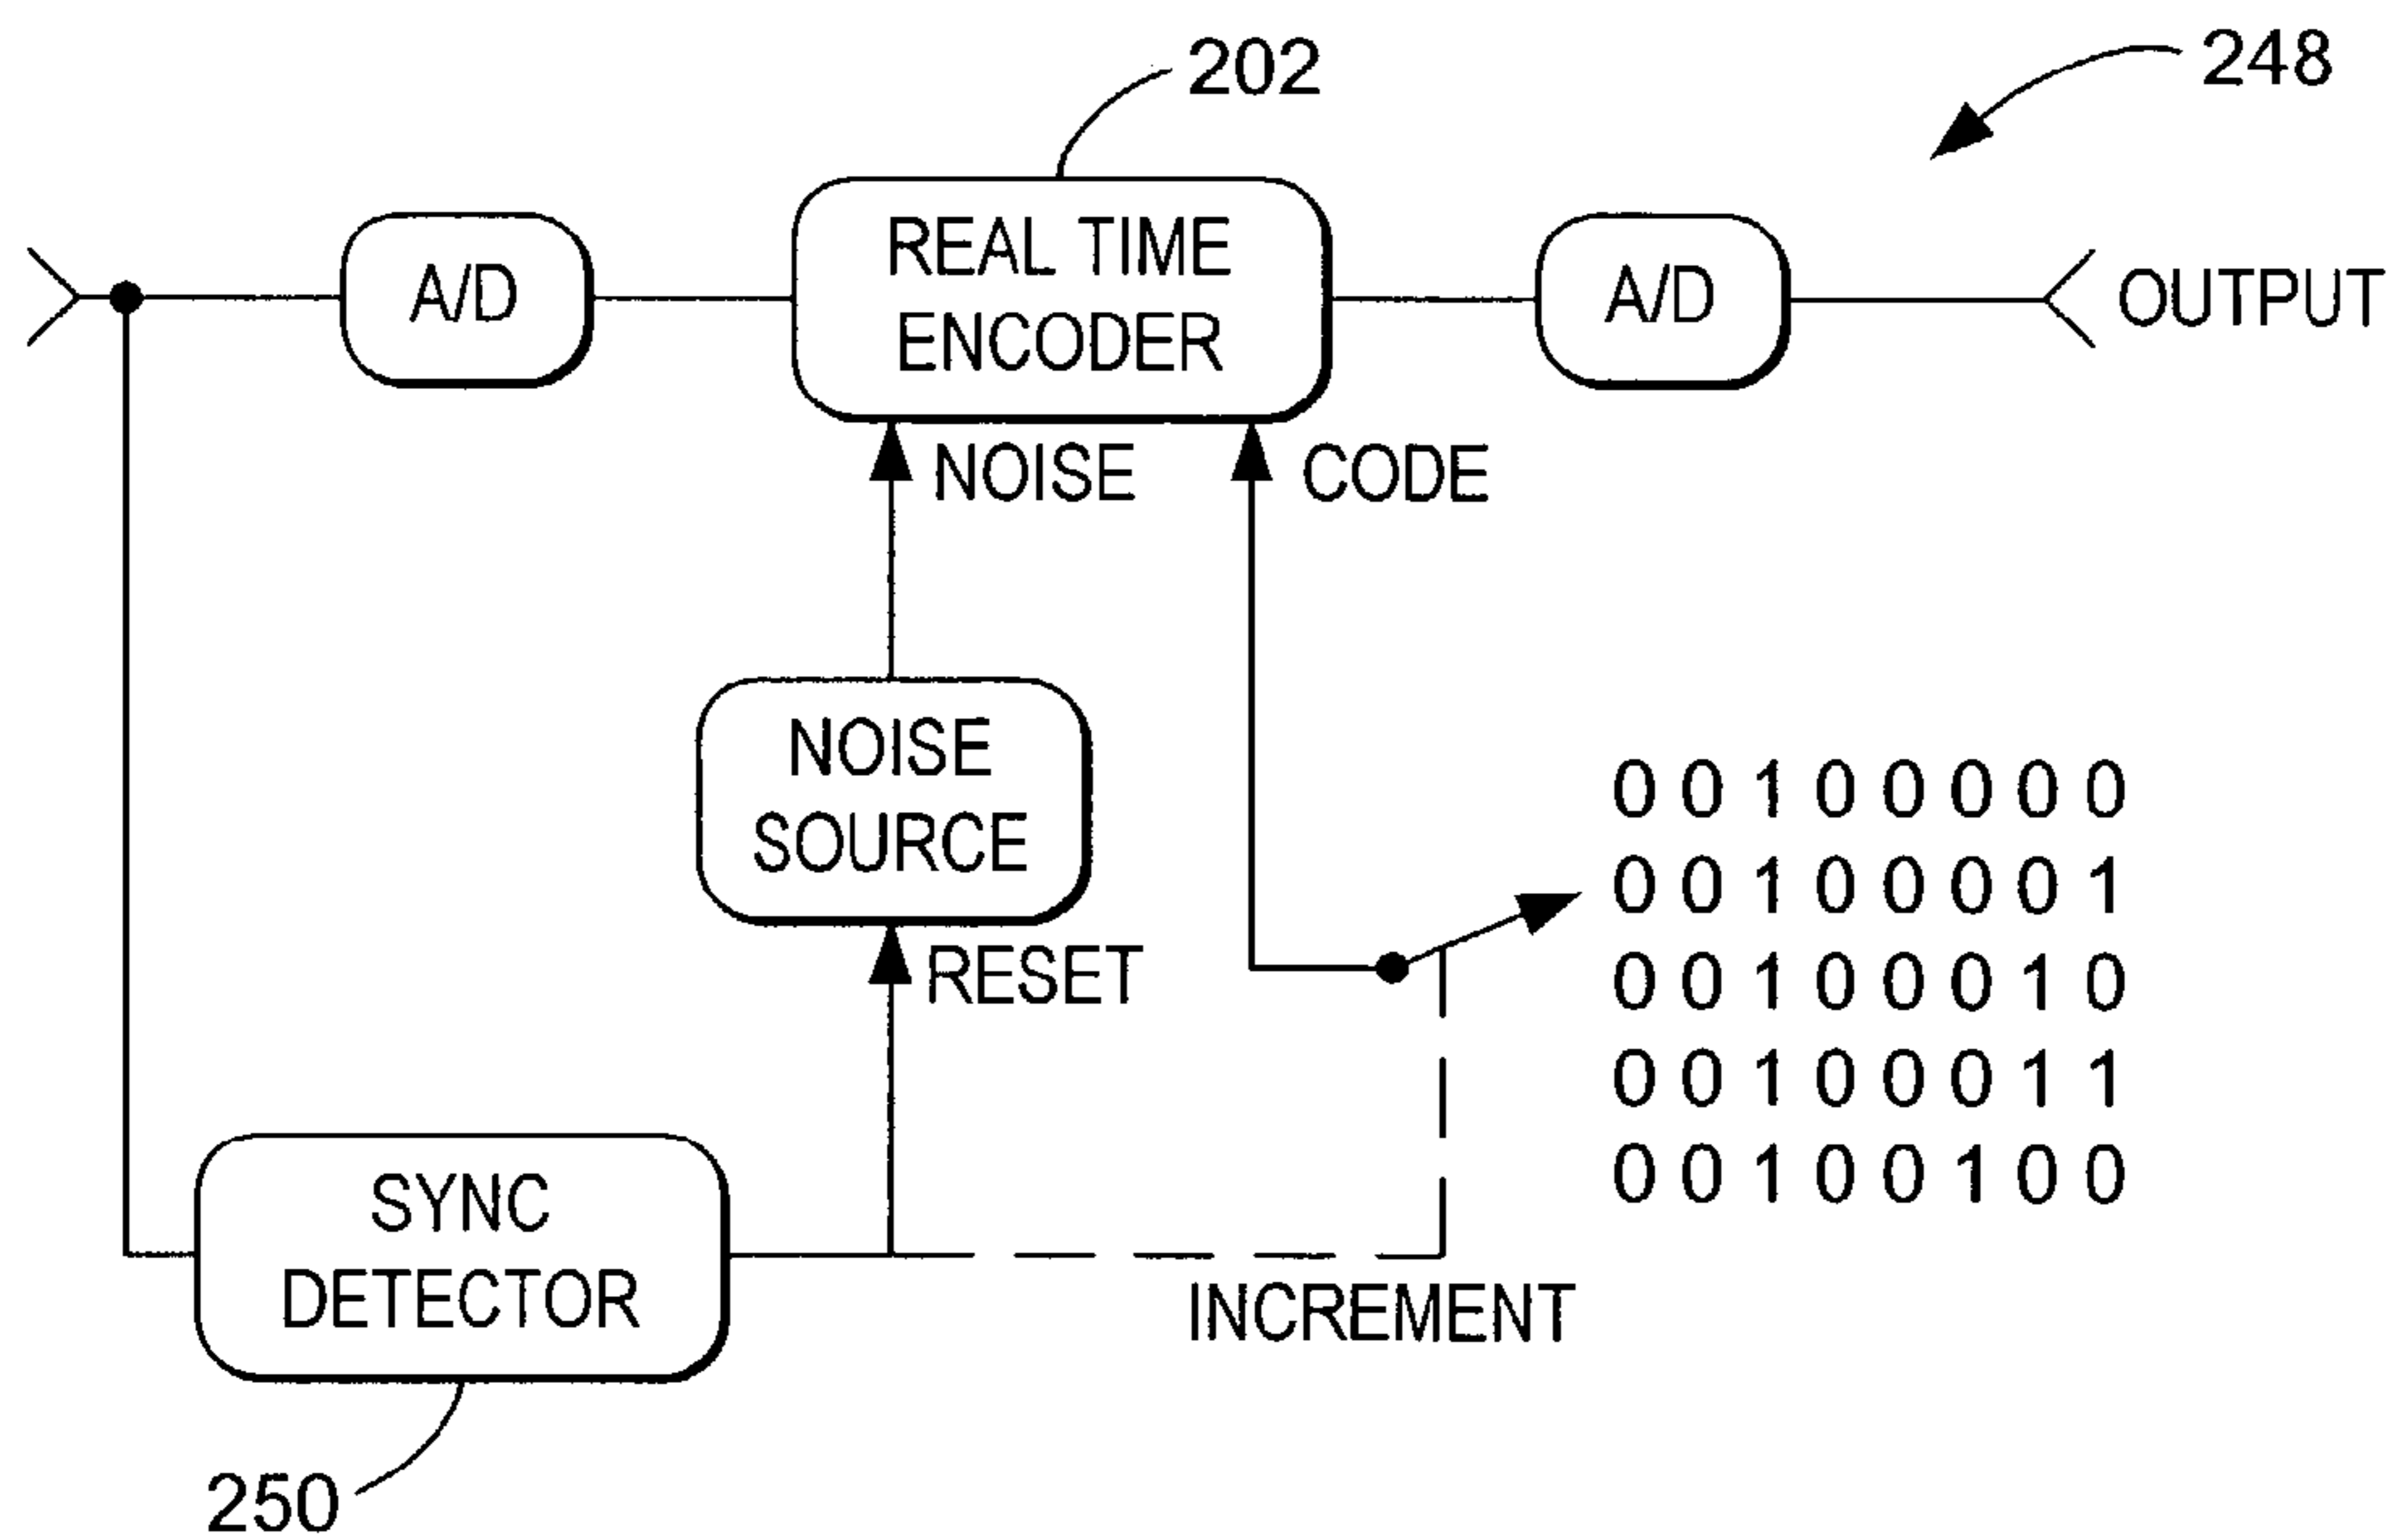 202
248
A/D
REAL TIME
ENCODER
A/D
OUTPUT
NOISE
CODE
NOISE
SOURCE
RESET
0 0 1 0 0 0 0 0
0 0 1 0 0 0 0 1
0 0 1 0 0 0 1 0
0 0 1 0 0 0 1 1
0 0 1 0 0 1 0 0
SYNC
DETECTOR
INCREMENT
250